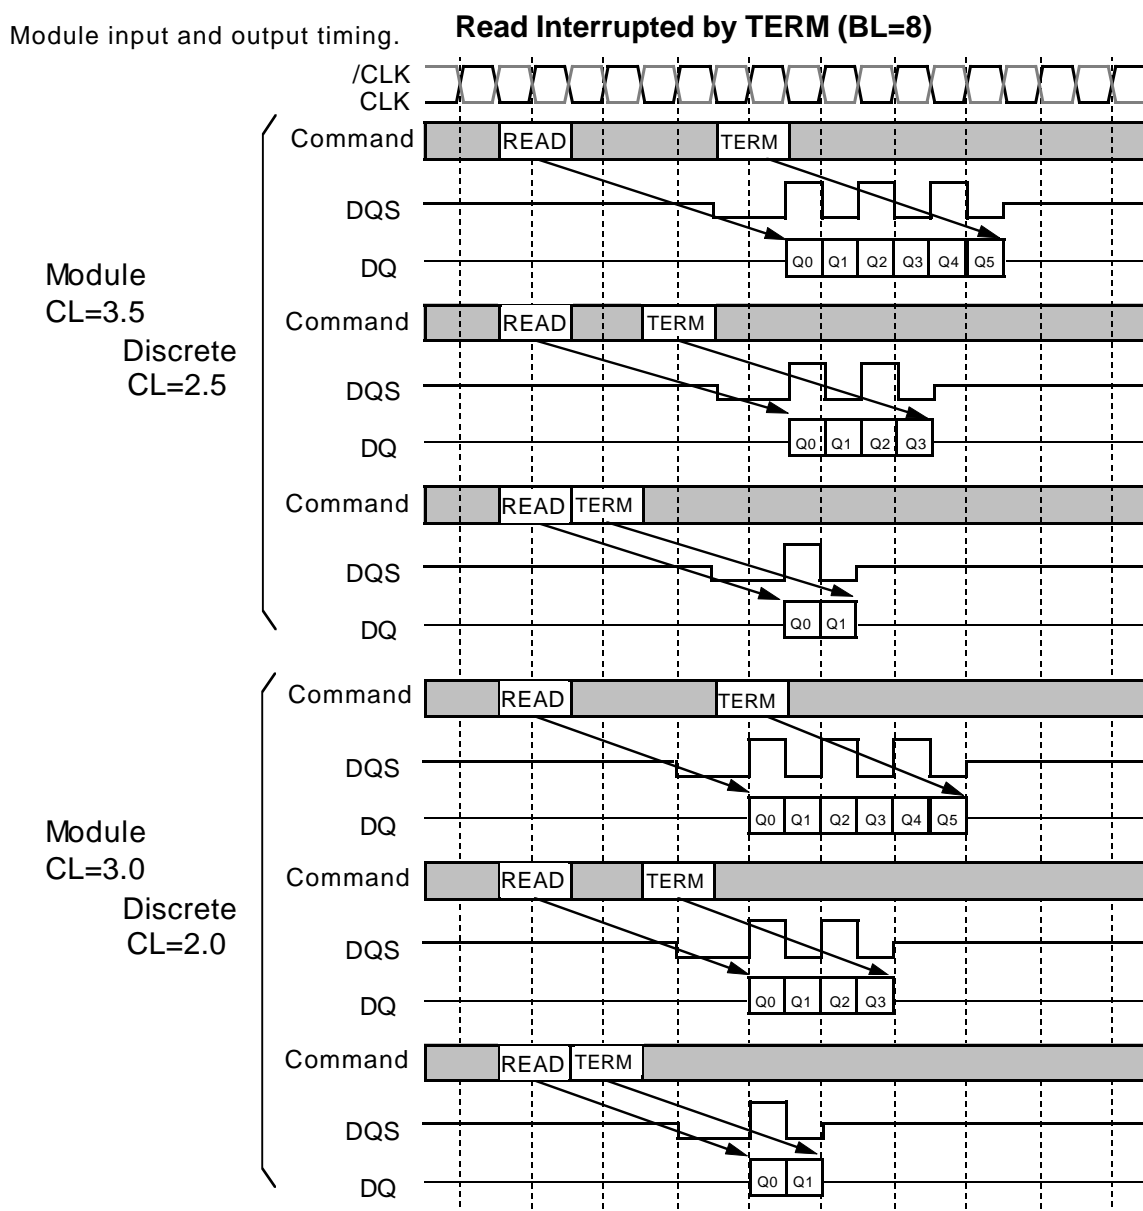 Module input and output timing.
Read Interrupted by TERM (BL=8)
/CLK
CLK
Command READ TERM
DQS
DQ Q0 Q1 Q2 Q3 Q4 Q5
Module
CL=3.5
Discrete
CL=2.5
Command READ TERM
DQS
DQ Q0 Q1 Q2 Q3
Command READ TERM
DQS
DQ Q0 Q1
Command READ TERM
DQS
DQ Q0 Q1 Q2 Q3 Q4 Q5
Module
CL=3.0
Discrete
CL=2.0
Command READ TERM
DQS
DQ Q0 Q1 Q2 Q3
Command READ TERM
DQS
DQ Q0 Q1